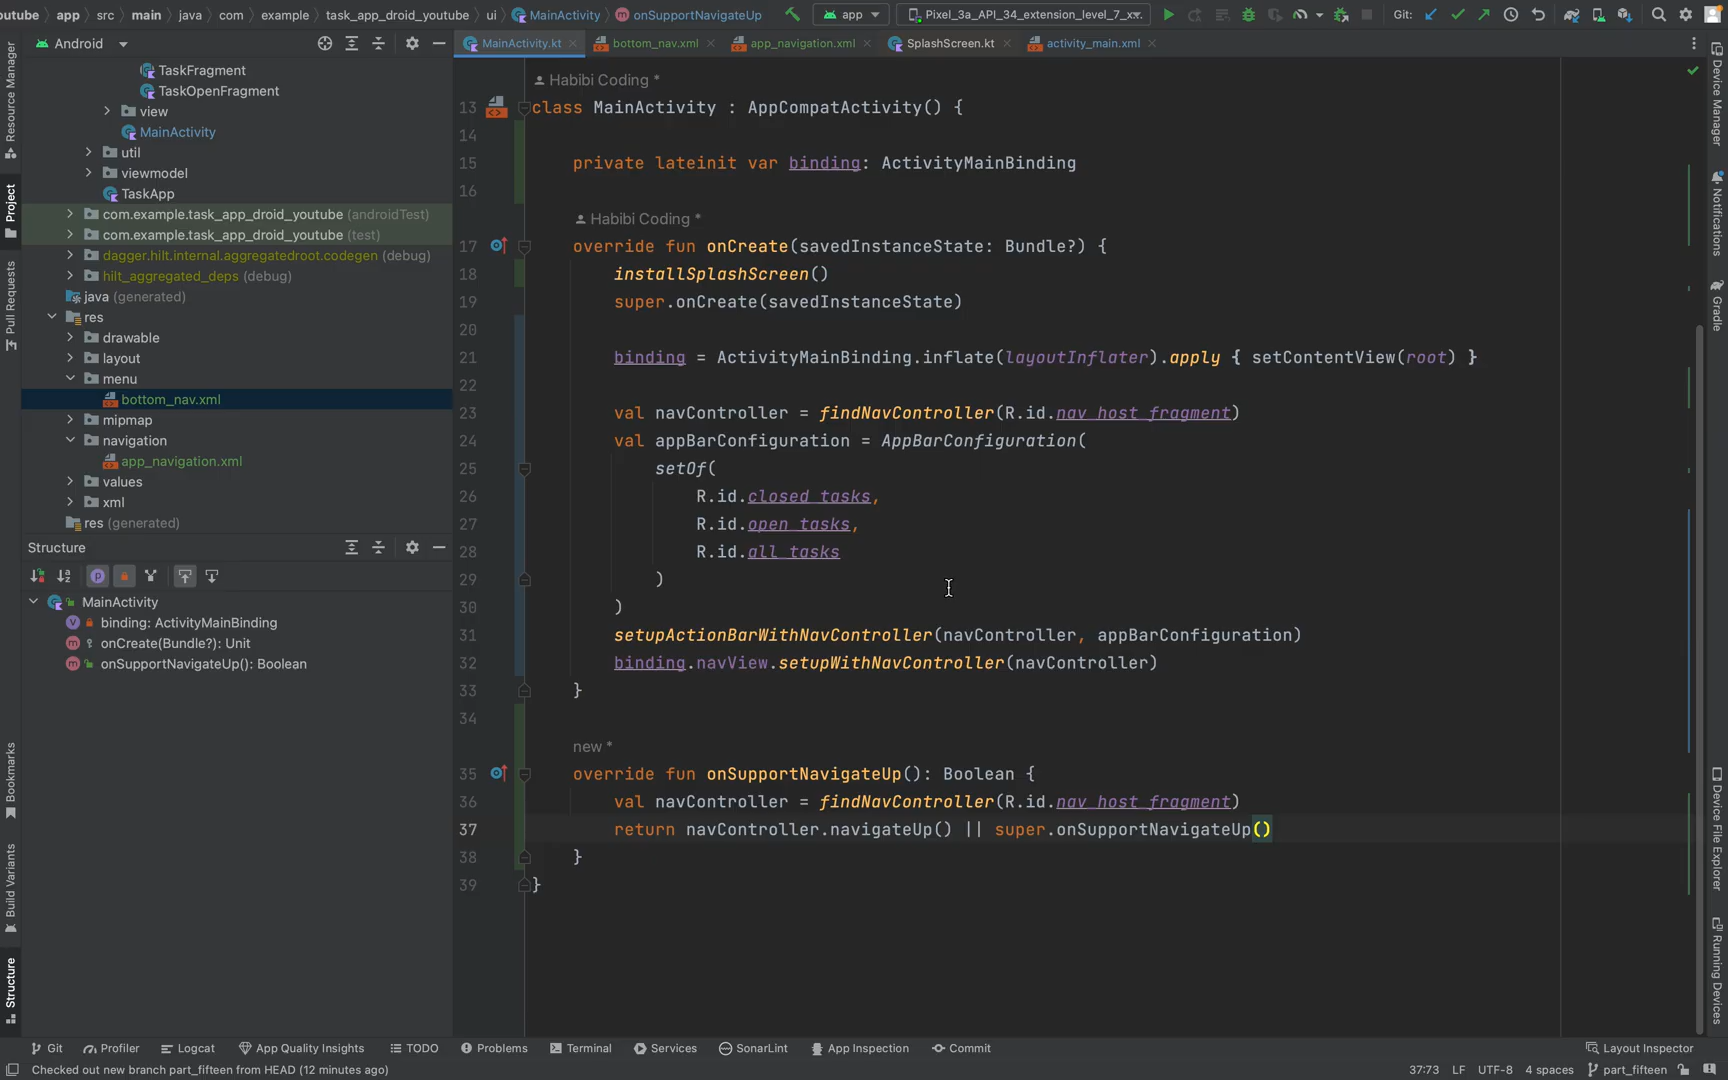 outube > app > src > main > java > com > example > task_app_droid_youtube > ui > MainActivity > onSupportNavigateUp
app
Pixel_3a_API_34_extension_level_7_x..
Git:
Android
MainActivity.kt
bottom_nav.xml
app_navigation.xml
SplashScreen.kt
activity_main.xml
TaskFragment
TaskOpenFragment
view
MainActivity
util
viewmodel
TaskApp
com.example.task_app_droid_youtube (androidTest)
com.example.task_app_droid_youtube (test)
dagger.hilt.internal.aggregatedroot.codegen (debug)
hilt_aggregated_deps (debug)
java (generated)
res
drawable
layout
menu
bottom_nav.xml
mipmap
navigation
app_navigation.xml
values
xml
res (generated)
Structure
MainActivity
binding: ActivityMainBinding
onCreate(Bundle?): Unit
onSupportNavigateUp(): Boolean
Habibi Coding *
13 class MainActivity : AppCompatActivity() {
14
15 private lateinit var binding: ActivityMainBinding
16
Habibi Coding *
17 override fun onCreate(savedInstanceState: Bundle?) {
18 installSplashScreen()
19 super.onCreate(savedInstanceState)
20
21 binding = ActivityMainBinding.inflate(layoutInflater).apply { setContentView(root) }
22
23 val navController = findNavController(R.id.nav_host_fragment)
24 val appBarConfiguration = AppBarConfiguration(
25 setOf(
26 R.id.closed_tasks,
27 R.id.open_tasks,
28 R.id.all_tasks
29 )
30 )
31 setupActionBarWithNavController(navController, appBarConfiguration)
32 binding.navView.setupWithNavController(navController)
33 }
34
new *
35 override fun onSupportNavigateUp(): Boolean {
36 val navController = findNavController(R.id.nav_host_fragment)
37 return navController.navigateUp() || super.onSupportNavigateUp()
38 }
39 }
Resource Manager
Project
Pull Requests
Bookmarks
Build Variants
Structure
Device Manager
Notifications
Gradle
Device File Explorer
Running Devices
Git
Profiler
Logcat
App Quality Insights
TODO
Problems
Terminal
Services
SonarLint
App Inspection
Commit
Layout Inspector
Checked out new branch part_fifteen from HEAD (12 minutes ago)
37:73 LF UTF-8 4 spaces part_fifteen